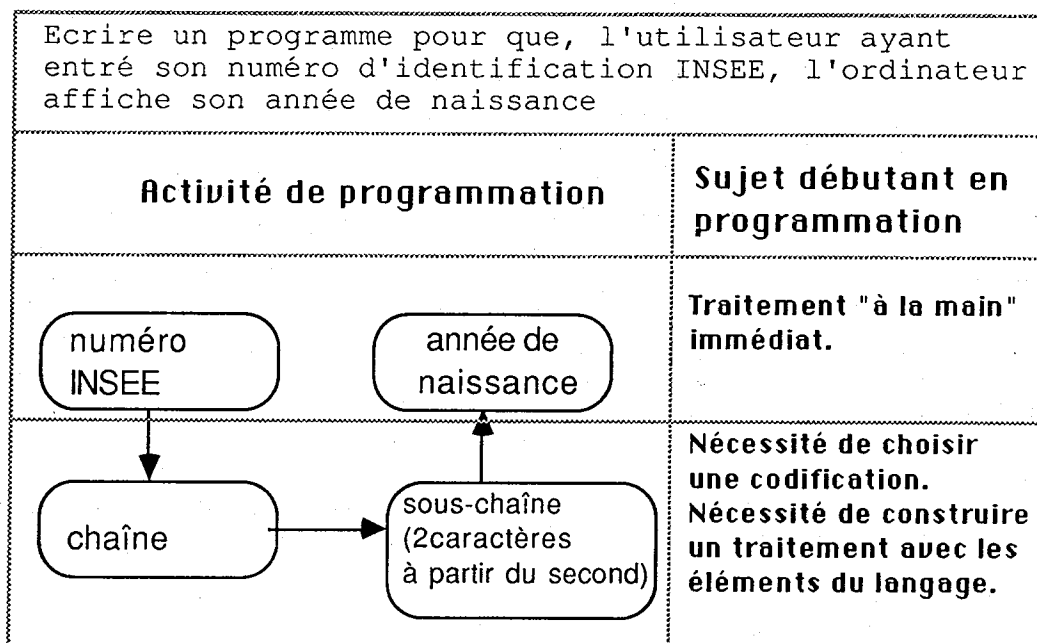 Ecrire un programme pour que, l'utilisateur ayant
entré son numéro d'identification INSEE, l'ordinateur
affiche son année de naissance
Activité de programmation
Sujet débutant en
programmation
numéro
INSEE
année de
naissance
Traitement "à la main"
immédiat.
chaîne
sous-chaîne
(2caractères
à partir du second)
Nécessité de choisir
une codification.
Nécessité de construire
un traitement avec les
éléments du langage.